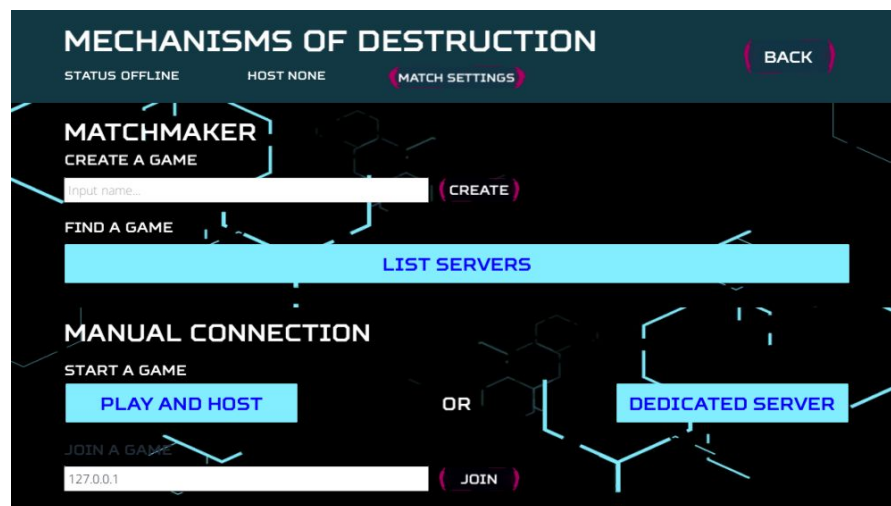 MECHANISMS OF DESTRUCTION
BACK
STATUS OFFLINE HOST NONE MATCH SETTINGS
MATCHMAKER
CREATE A GAME
Input name... CREATE
FIND A GAME
LIST SERVERS
MANUAL CONNECTION
START A GAME
PLAY AND HOST OR DEDICATED SERVER
JOIN A GAME
127.0.0.1 JOIN